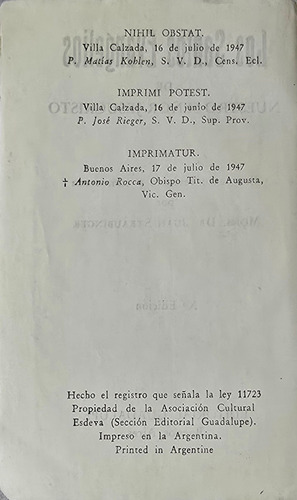 NIHIL OBSTAT.
Villa Calzada, 16 de julio de 1947
P. Matías Kohlen, S. V. D., Cens. Ecl.
IMPRIMI POTEST.
Villa Calzada, 16 de junio de 1947
P. José Rieger, S. V. D., Sup. Prov.
IMPRIMATUR.
Buenos Aires, 17 de julio de 1947
† Antonio Rocca, Obispo Tit. de Augusta,
Vic. Gen.
Hecho el registro que señala la ley 11723
Propiedad de la Asociación Cultural
Esdeva (Sección Editorial Guadalupe).
Impreso en la Argentina.
Printed in Argentine